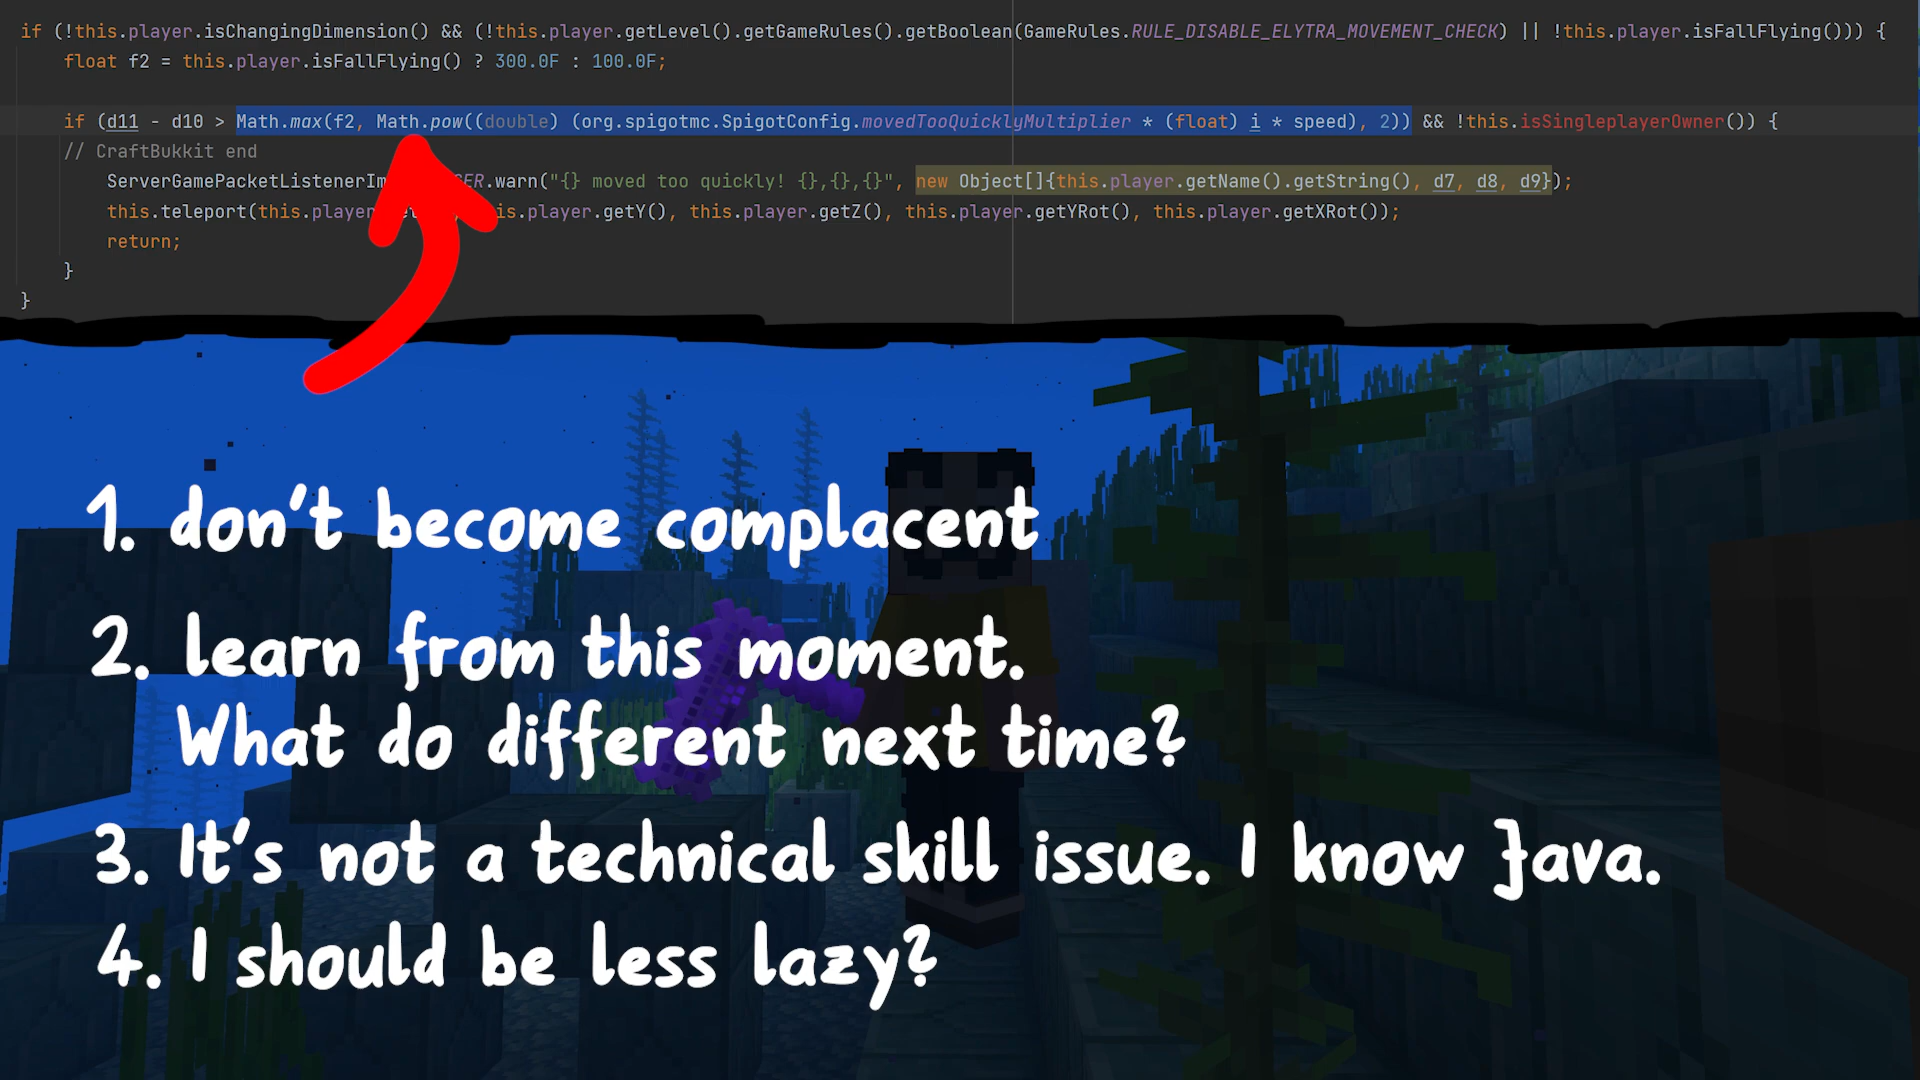 if (!this.player.isChangingDimension() && (!this.player.getLevel().getGameRules().getBoolean(GameRules.RULE_DISABLE_ELYTRA_MOVEMENT_CHECK) || !this.player.isFallFlying())) {
float f2 = this.player.isFallFlying() ? 300.0F : 100.0F;
if (d11 - d10 > Math.max(f2, Math.pow((double) (org.spigotmc.SpigotConfig.movedTooQuicklyMultiplier * (float) i * speed), 2)) && !this.isSingleplayerOwner()) {
// CraftBukkit end
ServerGamePacketListenerIm ER.warn("{} moved too quickly! {},{},{}", new Object[]{this.player.getName().getString(), d7, d8, d9});
this.teleport(this.player is.player.getY(), this.player.getZ(), this.player.getYRot(), this.player.getXRot());
return;
}
}
1. don't become complacent
2. learn from this moment.
What do different next time?
3. It's not a technical skill issue. I know Java.
4. I should be less lazy?